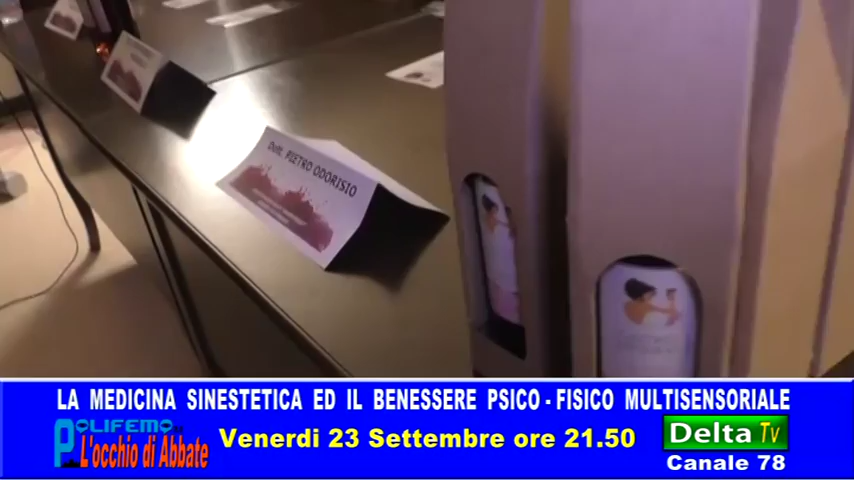 Dott. PIETRO ODORISIO
LA MEDICINA SINESTETICA ED IL BENESSERE PSICO-FISICO MULTISENSORIALE
POLIFEMO
L'occhio di Abbate
Venerdi 23 Settembre ore 21.50
Delta Tv
Canale 78